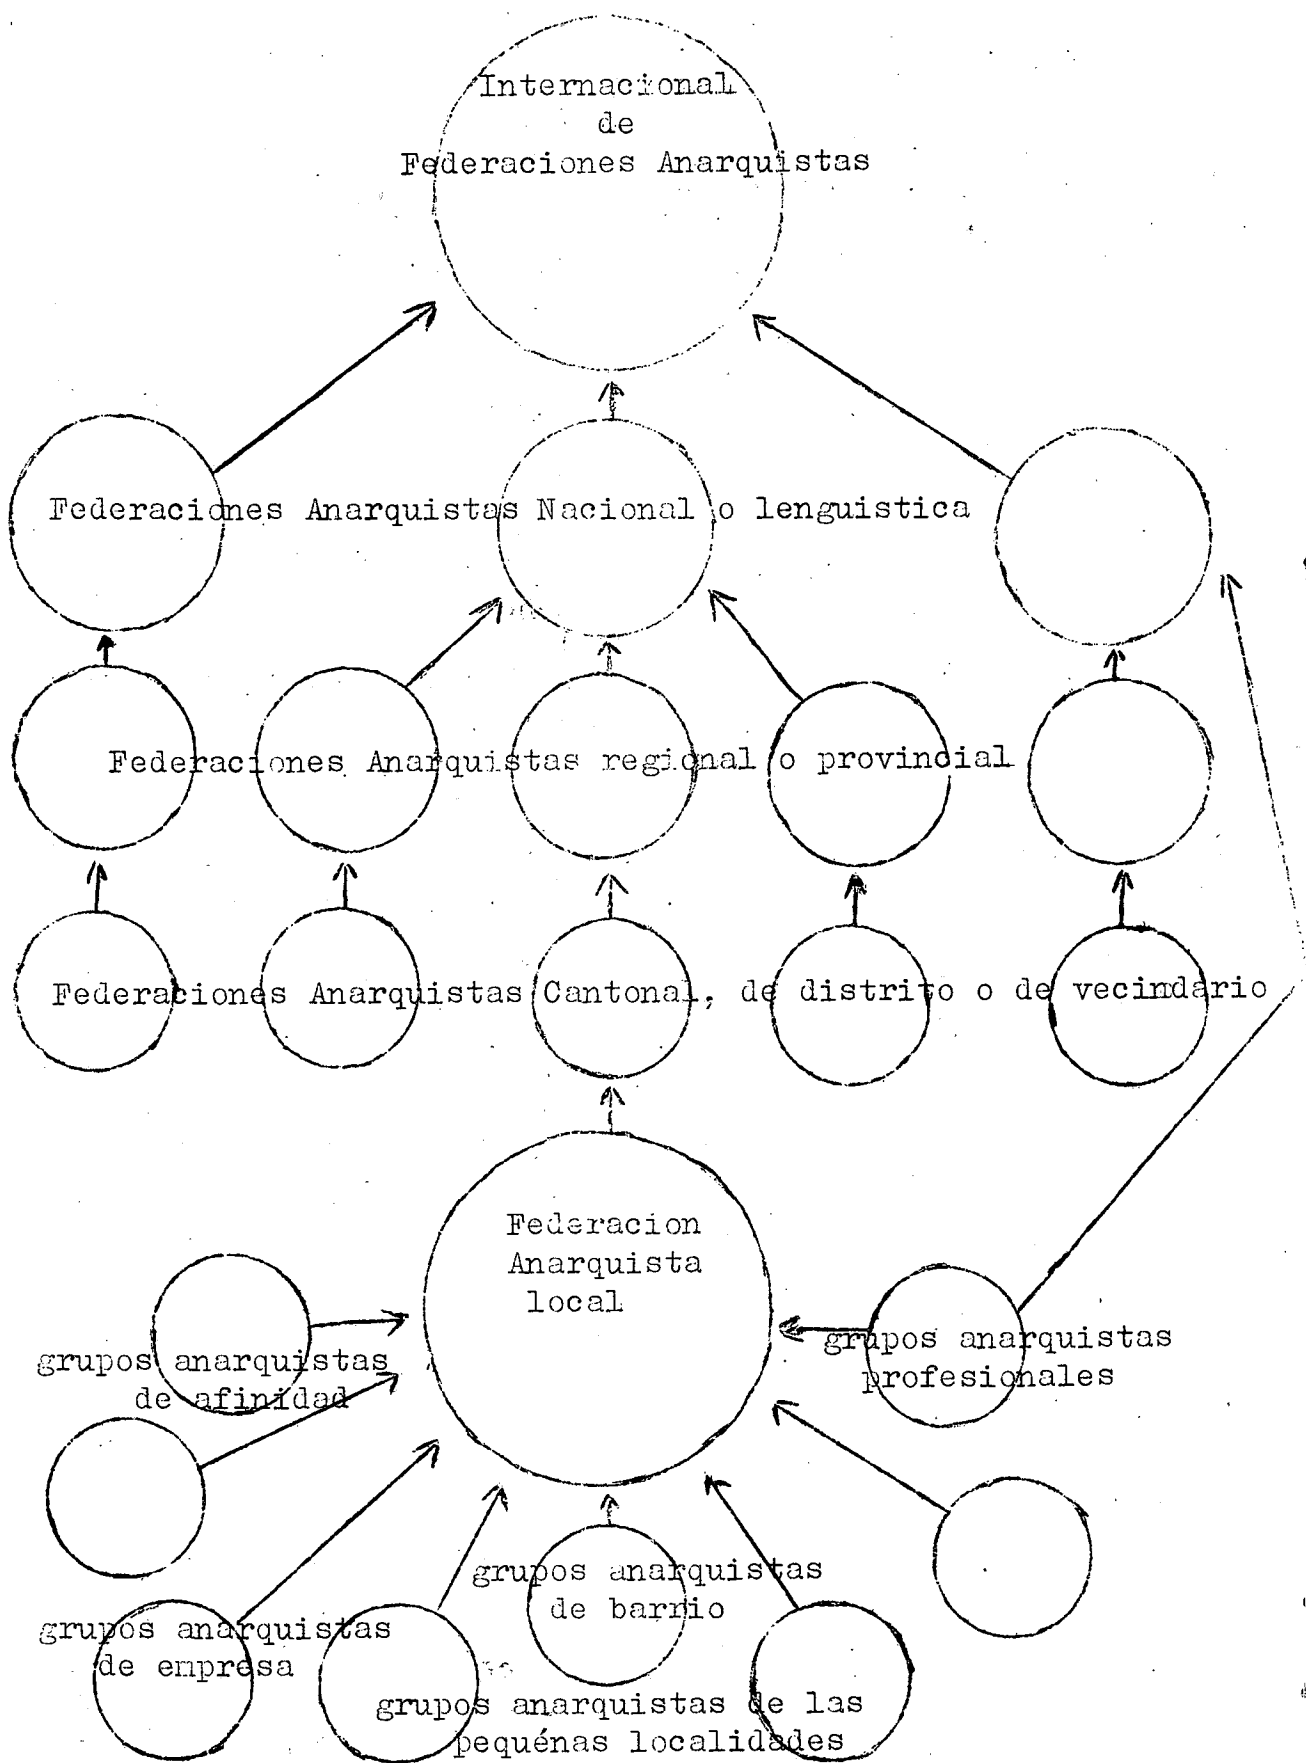 Internacional
de
Federaciones Anarquistas
Federaciones Anarquistas Nacional o lenguistica
Federaciones Anarquistas regional o provincial
Federaciones Anarquistas Cantonal, de distrito o de vecindario
Federacion
Anarquista
local
grupos anarquistas
de afinidad
grupos anarquistas
profesionales
grupos anarquistas
de barrio
grupos anarquistas
de empresa
grupos anarquistas de las
pequénas localidades